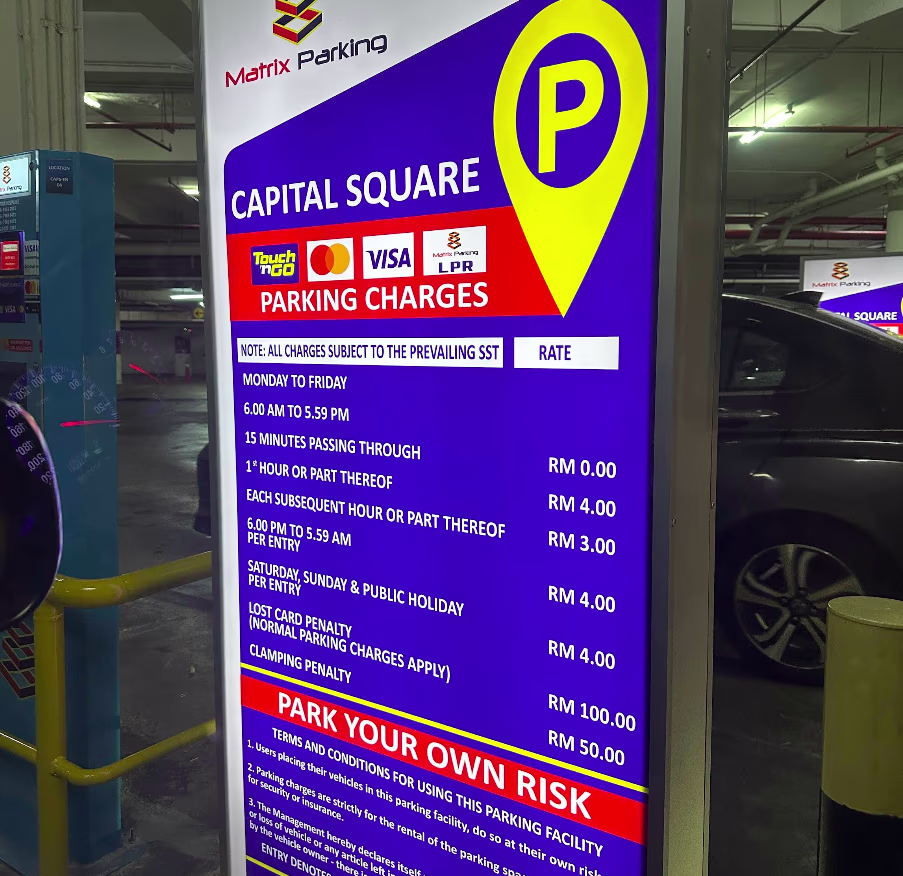 Matrix Parking
P
CAPITAL SQUARE
Touch 'nGO
VISA
Matrix Parking
LPR
PARKING CHARGES
NOTE: ALL CHARGES SUBJECT TO THE PREVAILING SST
RATE
MONDAY TO FRIDAY
6.00 AM TO 5.59 PM
15 MINUTES PASSING THROUGH RM 0.00
1st HOUR OR PART THEREOF RM 4.00
EACH SUBSEQUENT HOUR OR PART THEREOF RM 3.00
6.00 PM TO 5.59 AM
PER ENTRY RM 4.00
SATURDAY, SUNDAY & PUBLIC HOLIDAY
PER ENTRY RM 4.00
LOST CARD PENALTY
(NORMAL PARKING CHARGES APPLY) RM 100.00
CLAMPING PENALTY RM 50.00
PARK YOUR OWN RISK
TERMS AND CONDITIONS FOR USING THIS PARKING FACILITY
1. Users placing their vehicles in this parking facility, do so at their own risk
2. Parking charges are strictly for the rental of the parking
for security or insurance.
3. The Management hereby declares itself
or loss of vehicle or any article left
by the vehicle owner - there
ENTRY DENOTES
LOCATION
VISA
Matrix Parking
CAPITAL SQUARE